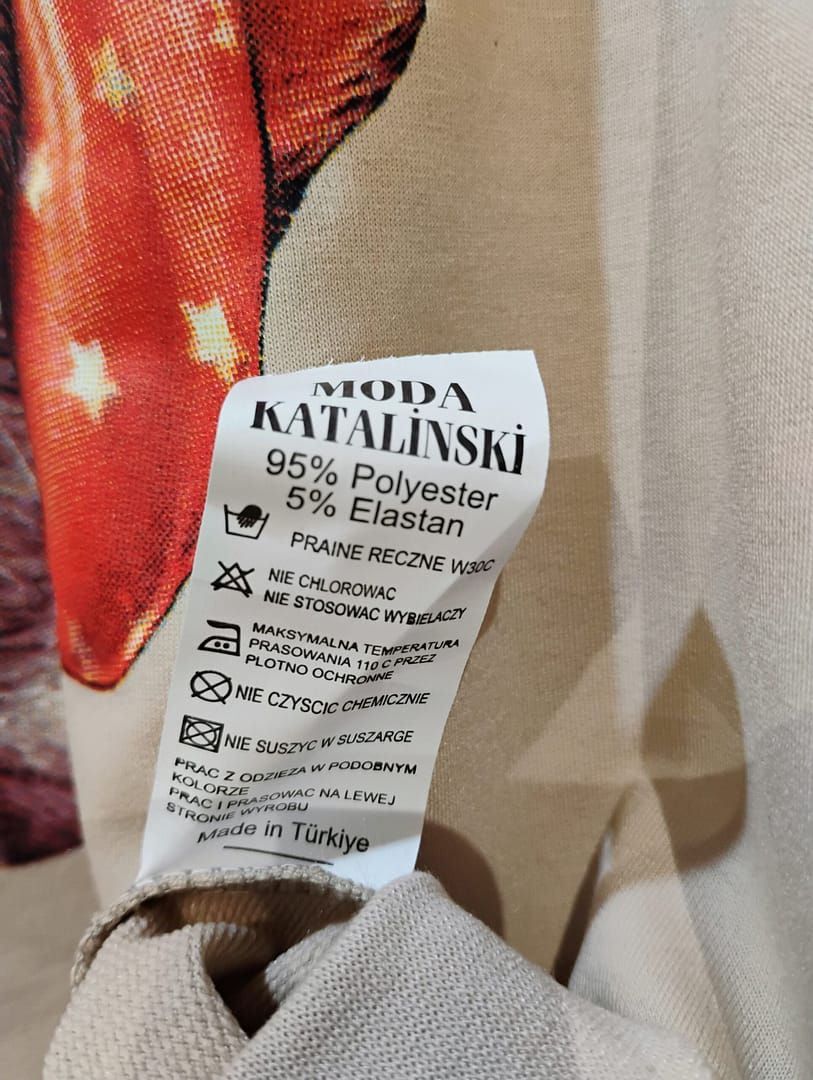 MODA
KATALİNSKİ
95% Polyester
5% Elastan
PRAINE RECZNE W30C
NIE CHLOROWAC
NIE STOSOWAC WYBIELACZY
MAKSYMALNA TEMPERATURA
PRASOWANIA 110 C PRZEZ
PLOTNO OCHRONNE
NIE CZYSCIC CHEMICZNIE
NIE SUSZYC W SUSZARGE
PRAC Z ODZIEZA W PODOBNYM
KOLORZE
PRAC I PRASOWAC NA LEWEJ
STRONIE WYROBU
Made in Türkiye